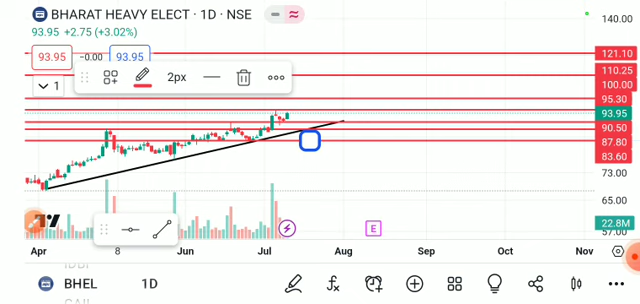 BHARAT HEAVY ELECT · 1D · NSE
93.95 +2.75 (+3.02%)
93.95 −0.00 93.95
2px
1
140.00
121.10
110.25
100.00
95.30
93.95
90.50
87.80
83.60
73.00
65.00
57.00
22.8M
E
Apr 8 Jun Jul Aug Sep Oct Nov
BHEL 1D